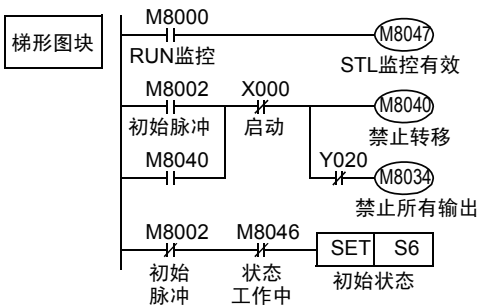 梯形图块
M8000
M8047
RUN监控
STL监控有效
M8002
X000
M8040
初始脉冲
启动
禁止转移
M8040
Y020
M8034
禁止所有输出
M8002
M8046
SET
S6
初始
脉冲
状态
工作中
初始状态